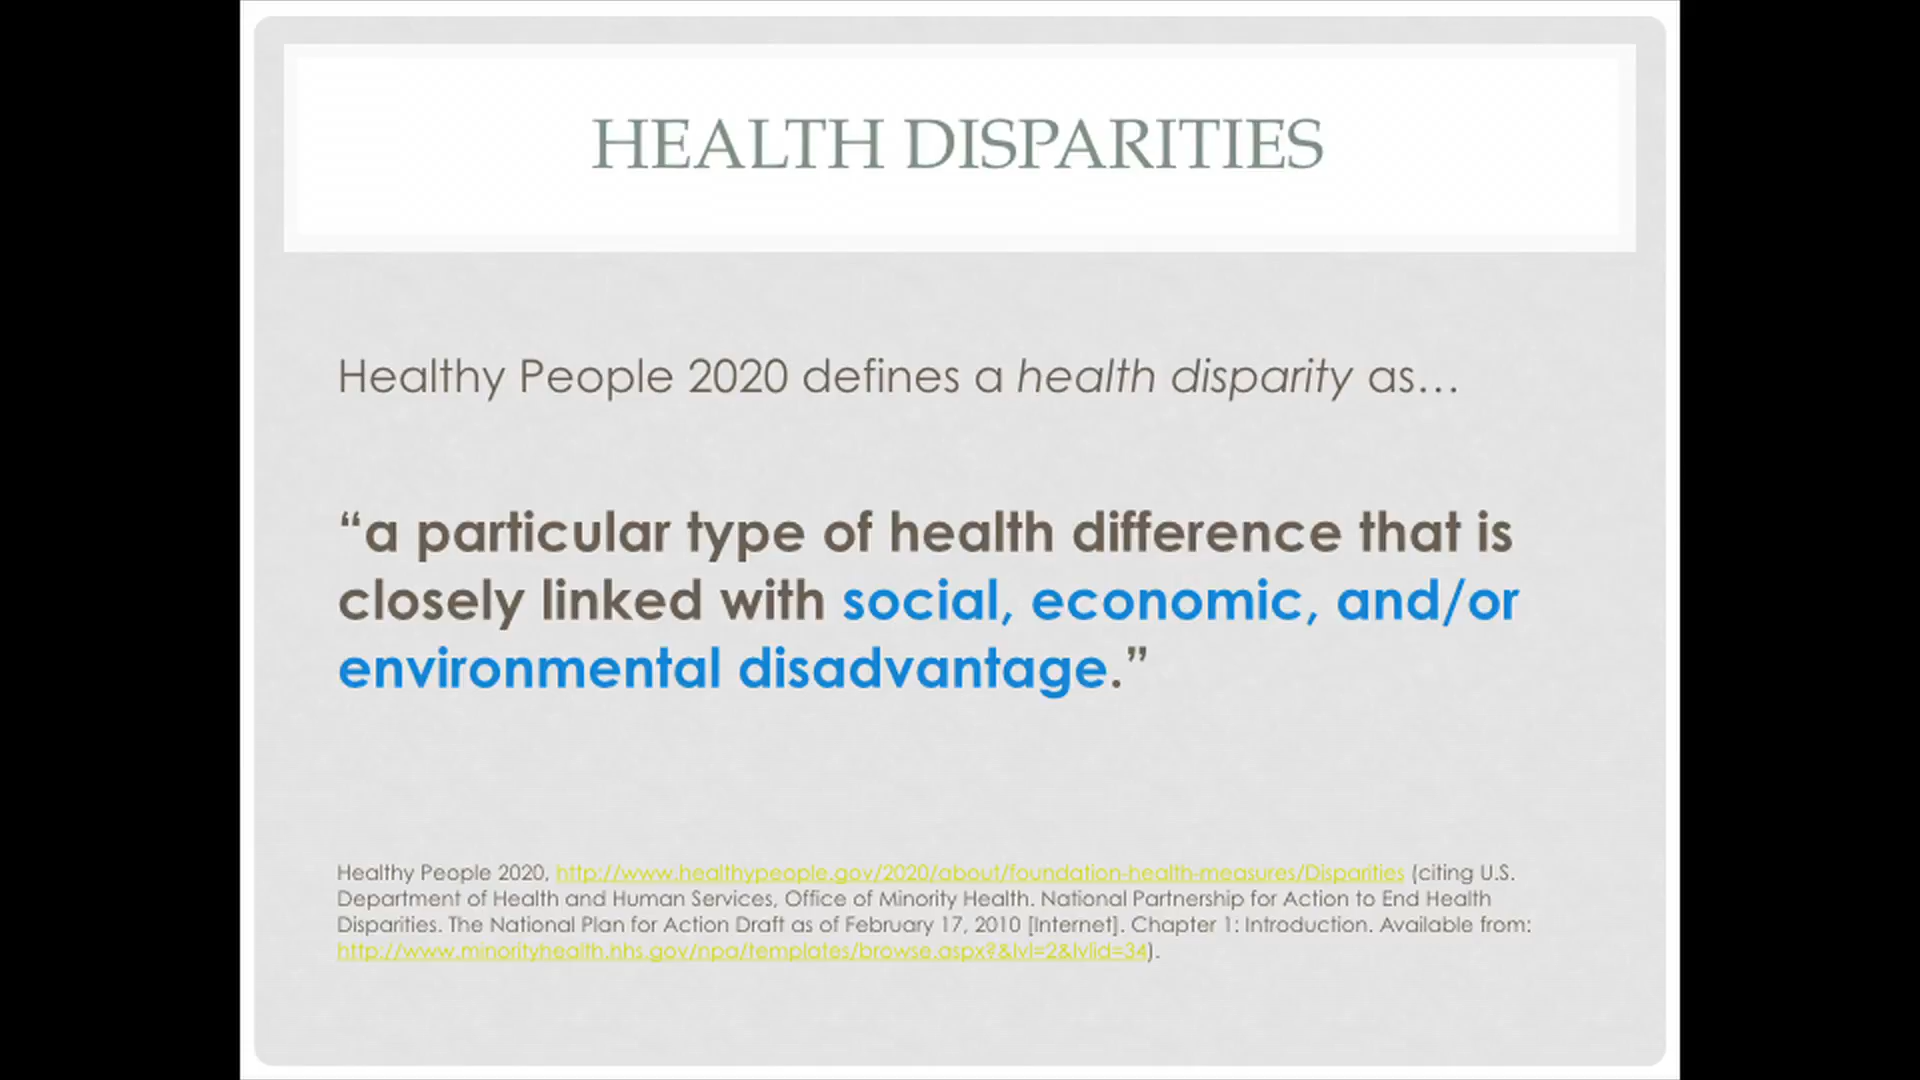 HEALTH DISPARITIES
Healthy People 2020 defines a health disparity as…
“a particular type of health difference that is
closely linked with social, economic, and/or
environmental disadvantage.”
Healthy People 2020, http://www.healthypeople.gov/2020/about/foundation-health-measures/Disparities (citing U.S.
Department of Health and Human Services, Office of Minority Health. National Partnership for Action to End Health
Disparities. The National Plan for Action Draft as of February 17, 2010 [Internet]. Chapter 1: Introduction. Available from:
http://www.minorityhealth.hhs.gov/npa/templates/browse.aspx?&lvl=2&lvlid=34).